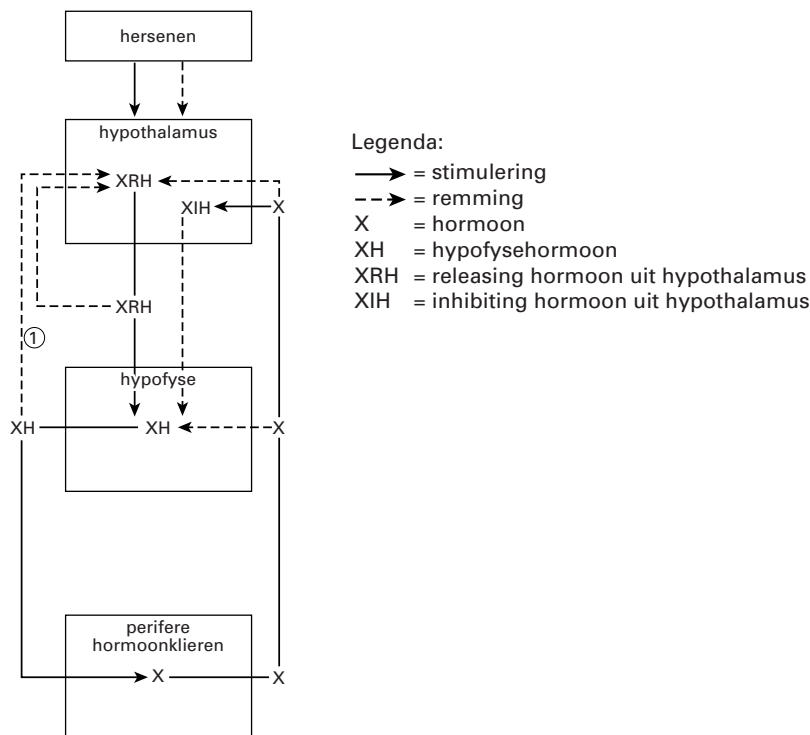 hersenen
hypothalamus
XRH
XIH
X
XRH
①
hypofyse
XH
XH
X
perifere
hormoonklieren
X
X
Legenda:
= stimulering
= remming
X = hormoon
XH = hypofysehormoon
XRH = releasing hormoon uit hypothalamus
XIH = inhibiting hormoon uit hypothalamus